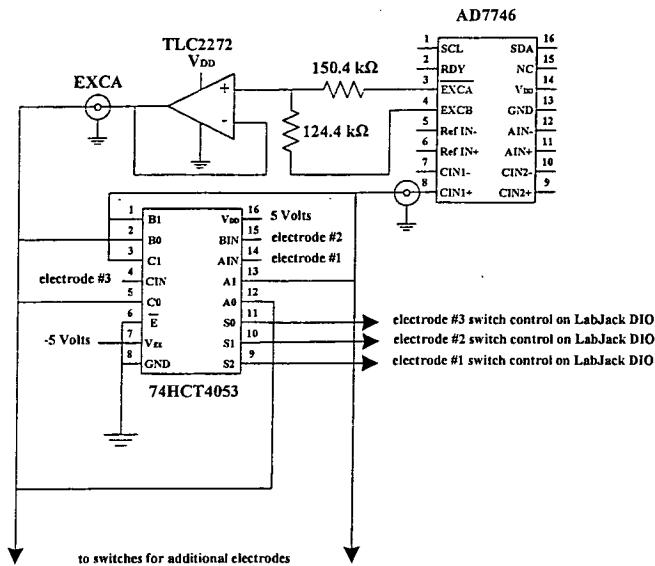 AD7746
TLC2272
VDD
EXCA
150.4 kΩ
124.4 kΩ
+
-
1 SCL SDA 16
2 RDY NC 15
3 EXCA VDD 14
4 EXCB GND 13
5 Ref IN- AIN- 12
6 Ref IN+ AIN+ 11
7 CIN1- CIN2- 10
8 CIN1+ CIN2+ 9
1 B1 VDD 16 5 Volts
2 B0 BIN 15 electrode #2
3 C1 AIN 14 electrode #1
electrode #3 4 CIN A1 13
5 C0 A0 12
6 E S0 11 electrode #3 switch control on LabJack DIO
-5 Volts 7 VEE S1 10 electrode #2 switch control on LabJack DIO
8 GND S2 9 electrode #1 switch control on LabJack DIO
74HCT4053
to switches for additional electrodes